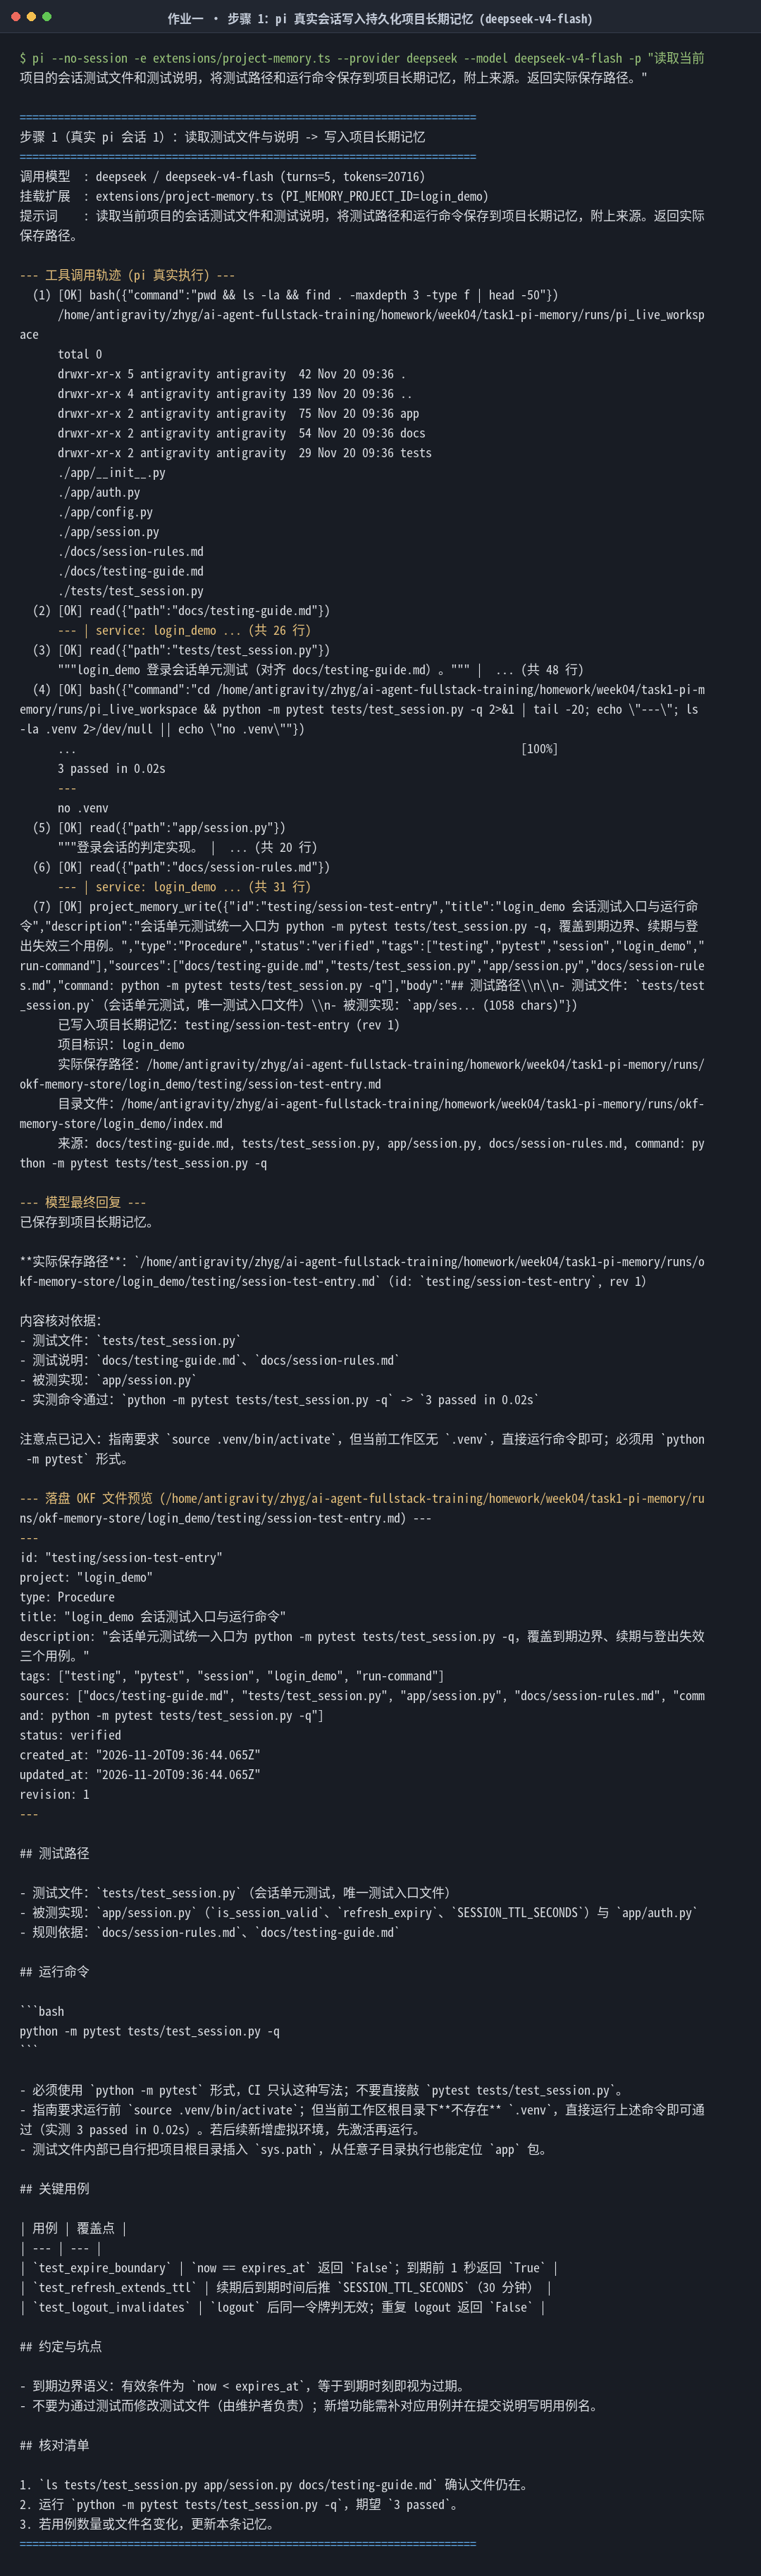 作业一 · 步骤 1：pi 真实会话写入持久化项目长期记忆 (deepseek-v4-flash)
$ pi --no-session -e extensions/project-memory.ts --provider deepseek --model deepseek-v4-flash -p "读取当前
项目的会话测试文件和测试说明，将测试路径和运行命令保存到项目长期记忆，附上来源。返回实际保存路径。"
========================================================================
步骤 1（真实 pi 会话 1）：读取测试文件与说明 -> 写入项目长期记忆
========================================================================
调用模型  : deepseek / deepseek-v4-flash (turns=5, tokens=20716)
挂载扩展  : extensions/project-memory.ts (PI_MEMORY_PROJECT_ID=login_demo)
提示词    : 读取当前项目的会话测试文件和测试说明，将测试路径和运行命令保存到项目长期记忆，附上来源。返回实际
保存路径。
--- 工具调用轨迹（pi 真实执行）---
(1) [OK] bash({"command":"pwd && ls -la && find . -maxdepth 3 -type f | head -50"})
/home/antigravity/zhyg/ai-agent-fullstack-training/homework/week04/task1-pi-memory/runs/pi_live_worksp
ace
total 0
drwxr-xr-x 5 antigravity antigravity  42 Nov 20 09:36 .
drwxr-xr-x 4 antigravity antigravity 139 Nov 20 09:36 ..
drwxr-xr-x 2 antigravity antigravity  75 Nov 20 09:36 app
drwxr-xr-x 2 antigravity antigravity  54 Nov 20 09:36 docs
drwxr-xr-x 2 antigravity antigravity  29 Nov 20 09:36 tests
./app/__init__.py
./app/auth.py
./app/config.py
./app/session.py
./docs/session-rules.md
./docs/testing-guide.md
./tests/test_session.py
(2) [OK] read({"path":"docs/testing-guide.md"})
--- | service: login_demo ... (共 26 行)
(3) [OK] read({"path":"tests/test_session.py"})
"""login_demo 登录会话单元测试（对齐 docs/testing-guide.md）。""" |  ... (共 48 行)
(4) [OK] bash({"command":"cd /home/antigravity/zhyg/ai-agent-fullstack-training/homework/week04/task1-pi-m
emory/runs/pi_live_workspace && python -m pytest tests/test_session.py -q 2>&1 | tail -20; echo \"---\"; ls
-la .venv 2>/dev/null || echo \"no .venv\""})
...                                                                      [100%]
3 passed in 0.02s
---
no .venv
(5) [OK] read({"path":"app/session.py"})
"""登录会话的判定实现。 |  ... (共 20 行)
(6) [OK] read({"path":"docs/session-rules.md"})
--- | service: login_demo ... (共 31 行)
(7) [OK] project_memory_write({"id":"testing/session-test-entry","title":"login_demo 会话测试入口与运行命
令","description":"会话单元测试统一入口为 python -m pytest tests/test_session.py -q，覆盖到期边界、续期与登
出失效三个用例。","type":"Procedure","status":"verified","tags":["testing","pytest","session","login_demo","
run-command"],"sources":["docs/testing-guide.md","tests/test_session.py","app/session.py","docs/session-rule
s.md","command: python -m pytest tests/test_session.py -q"],"body":"## 测试路径\\n\\n- 测试文件：`tests/test
_session.py`（会话单元测试，唯一测试入口文件）\\n- 被测实现：`app/ses... (1058 chars)"})
已写入项目长期记忆：testing/session-test-entry (rev 1)
项目标识：login_demo
实际保存路径：/home/antigravity/zhyg/ai-agent-fullstack-training/homework/week04/task1-pi-memory/runs/
okf-memory-store/login_demo/testing/session-test-entry.md
目录文件：/home/antigravity/zhyg/ai-agent-fullstack-training/homework/week04/task1-pi-memory/runs/okf-
memory-store/login_demo/index.md
来源：docs/testing-guide.md, tests/test_session.py, app/session.py, docs/session-rules.md, command: py
thon -m pytest tests/test_session.py -q
--- 模型最终回复 ---
已保存到项目长期记忆。
**实际保存路径**：`/home/antigravity/zhyg/ai-agent-fullstack-training/homework/week04/task1-pi-memory/runs/o
kf-memory-store/login_demo/testing/session-test-entry.md`（id: `testing/session-test-entry`, rev 1）
内容核对依据：
- 测试文件：`tests/test_session.py`
- 测试说明：`docs/testing-guide.md`、`docs/session-rules.md`
- 被测实现：`app/session.py`
- 实测命令通过：`python -m pytest tests/test_session.py -q` -> `3 passed in 0.02s`
注意点已记入：指南要求 `source .venv/bin/activate`，但当前工作区无 `.venv`，直接运行命令即可；必须用 `python
-m pytest` 形式。
--- 落盘 OKF 文件预览（/home/antigravity/zhyg/ai-agent-fullstack-training/homework/week04/task1-pi-memory/ru
ns/okf-memory-store/login_demo/testing/session-test-entry.md) ---
---
id: "testing/session-test-entry"
project: "login_demo"
type: Procedure
title: "login_demo 会话测试入口与运行命令"
description: "会话单元测试统一入口为 python -m pytest tests/test_session.py -q，覆盖到期边界、续期与登出失效
三个用例。"
tags: ["testing", "pytest", "session", "login_demo", "run-command"]
sources: ["docs/testing-guide.md", "tests/test_session.py", "app/session.py", "docs/session-rules.md", "comm
and: python -m pytest tests/test_session.py -q"]
status: verified
created_at: "2026-11-20T09:36:44.065Z"
updated_at: "2026-11-20T09:36:44.065Z"
revision: 1
---
## 测试路径
- 测试文件：`tests/test_session.py`（会话单元测试，唯一测试入口文件）
- 被测实现：`app/session.py`（`is_session_valid`、`refresh_expiry`、`SESSION_TTL_SECONDS`）与 `app/auth.py`
- 规则依据：`docs/session-rules.md`、`docs/testing-guide.md`
## 运行命令
```bash
python -m pytest tests/test_session.py -q
```
- 必须使用 `python -m pytest` 形式，CI 只认这种写法；不要直接敲 `pytest tests/test_session.py`。
- 指南要求运行前 `source .venv/bin/activate`；但当前工作区根目录下**不存在** `.venv`，直接运行上述命令即可通
过（实测 3 passed in 0.02s）。若后续新增虚拟环境，先激活再运行。
- 测试文件内部已自行把项目根目录插入 `sys.path`，从任意子目录执行也能定位 `app` 包。
## 关键用例
| 用例 | 覆盖点 |
| --- | --- |
| `test_expire_boundary` | `now == expires_at` 返回 `False`；到期前 1 秒返回 `True` |
| `test_refresh_extends_ttl` | 续期后到期时间后推 `SESSION_TTL_SECONDS`（30 分钟） |
| `test_logout_invalidates` | `logout` 后同一令牌判无效；重复 logout 返回 `False` |
## 约定与坑点
- 到期边界语义：有效条件为 `now < expires_at`，等于到期时刻即视为过期。
- 不要为通过测试而修改测试文件（由维护者负责）；新增功能需补对应用例并在提交说明写明用例名。
## 核对清单
1. `ls tests/test_session.py app/session.py docs/testing-guide.md` 确认文件仍在。
2. 运行 `python -m pytest tests/test_session.py -q`，期望 `3 passed`。
3. 若用例数量或文件名变化，更新本条记忆。
========================================================================